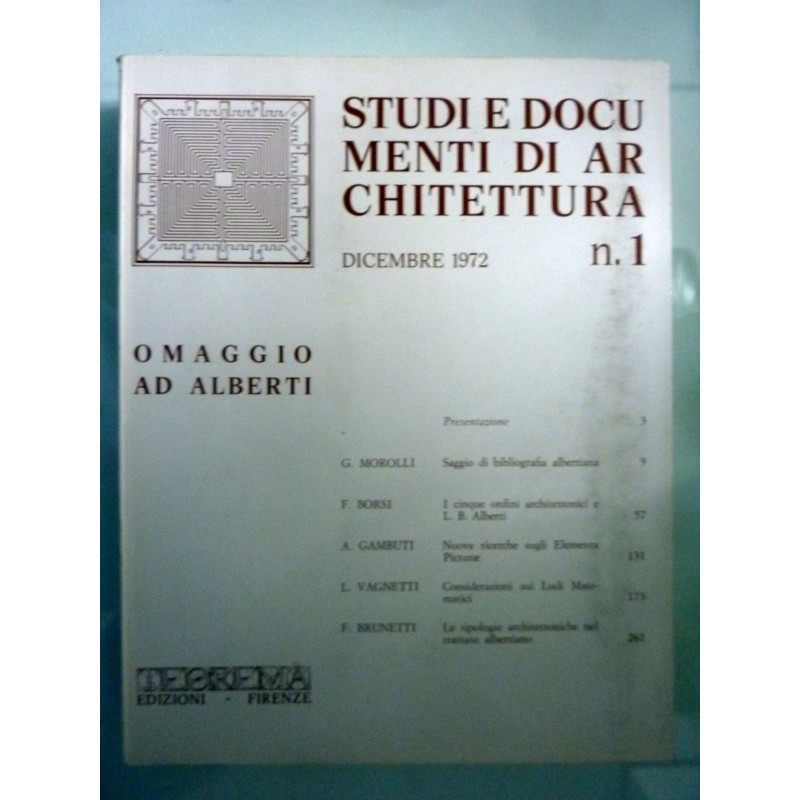 STUDI E DOCU
MENTI DI AR
CHITETTURA
DICEMBRE 1972 n. 1
OMAGGIO
AD ALBERTI
Presentazione 3
G. MOROLLI Saggio di bibliografia albertiana 9
F. BORSI I cinque ordini architettonici e
L. B. Alberti 57
A. GAMBUTI Nuove ricerche sugli Elementa
Picturæ 131
L. VAGNETTI Considerazioni sui Ludi Mate-
matici 173
F. BRUNETTI Le tipologie architettoniche nel
trattato albertiano 261
TEOREMA
EDIZIONI - FIRENZE